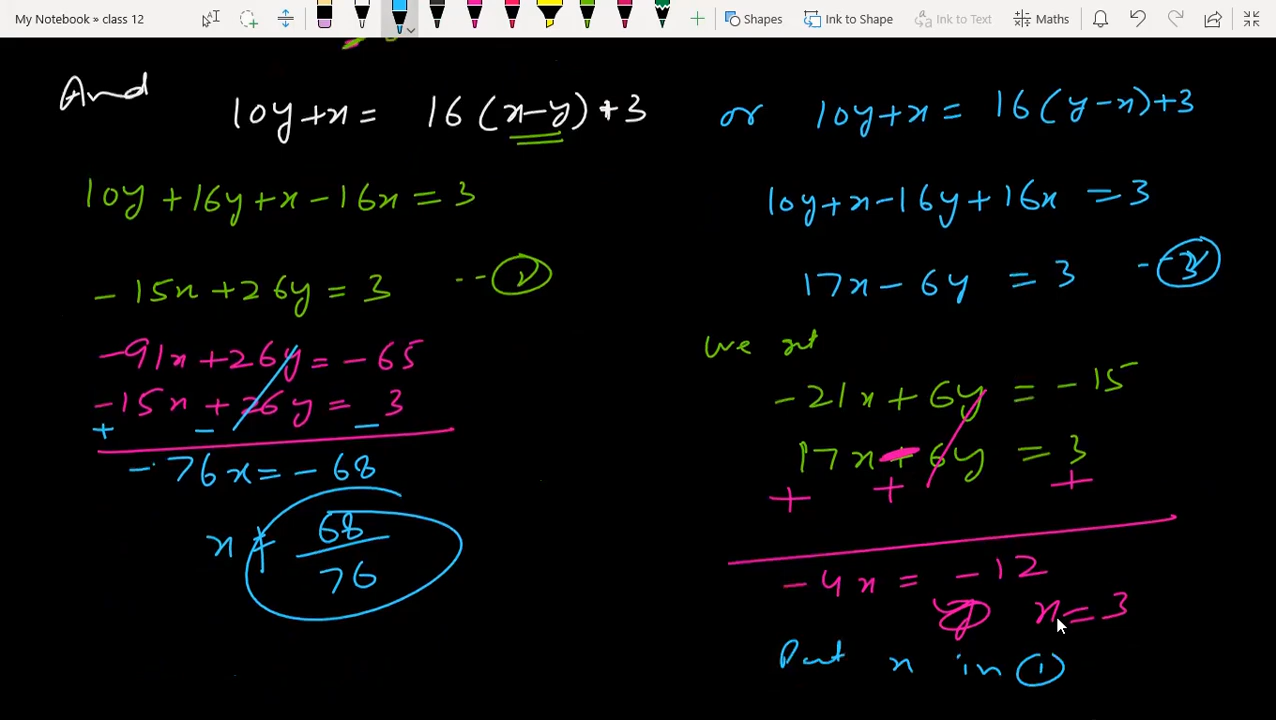 My Notebook » class 12
Shapes
Ink to Shape
Ink to Text
Maths
And
10y+x= 16(x-y)+3
10y+16y+x-16x=3
-15x+26y=3 --②
-91x+26y=-65
-15x+26y=3
+ - -
-76x=-68
x≠ 68/76
or 10y+x= 16(y-x)+3
10y+x-16y+16x =3
17x-6y =3 --③
We
-21x+6y =-15
17x-6y =3
+ + +
-4x = -12
x=3
Put x in ①